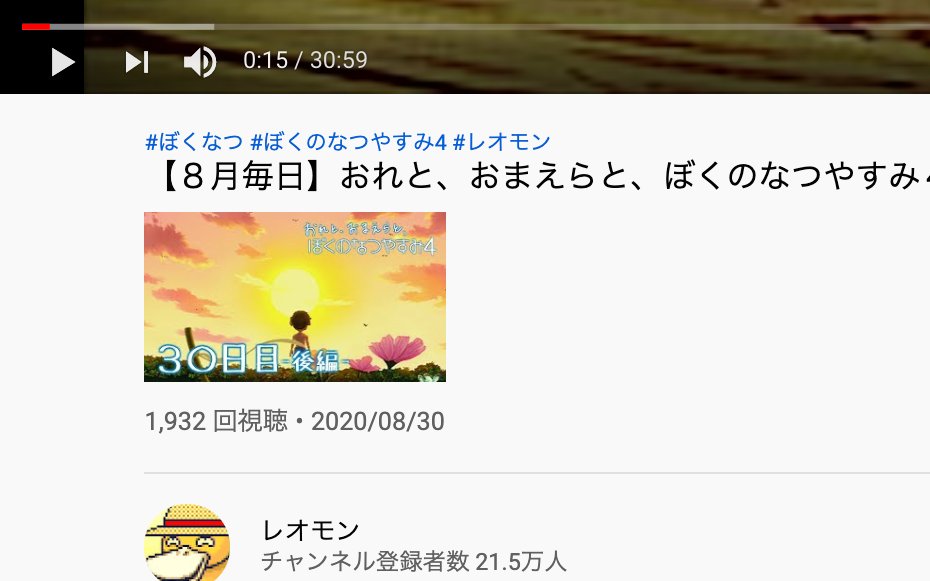 0:15 / 30:59
#ぼくなつ #ぼくのなつやすみ4 #レオモン
【８月毎日】おれと、おまえらと、ぼくのなつやすみ
おれと、おまえらと、
ぼくのなつやすみ4
30日目-後編-
1,932 回視聴・2020/08/30
レオモン
チャンネル登録者数 21.5万人